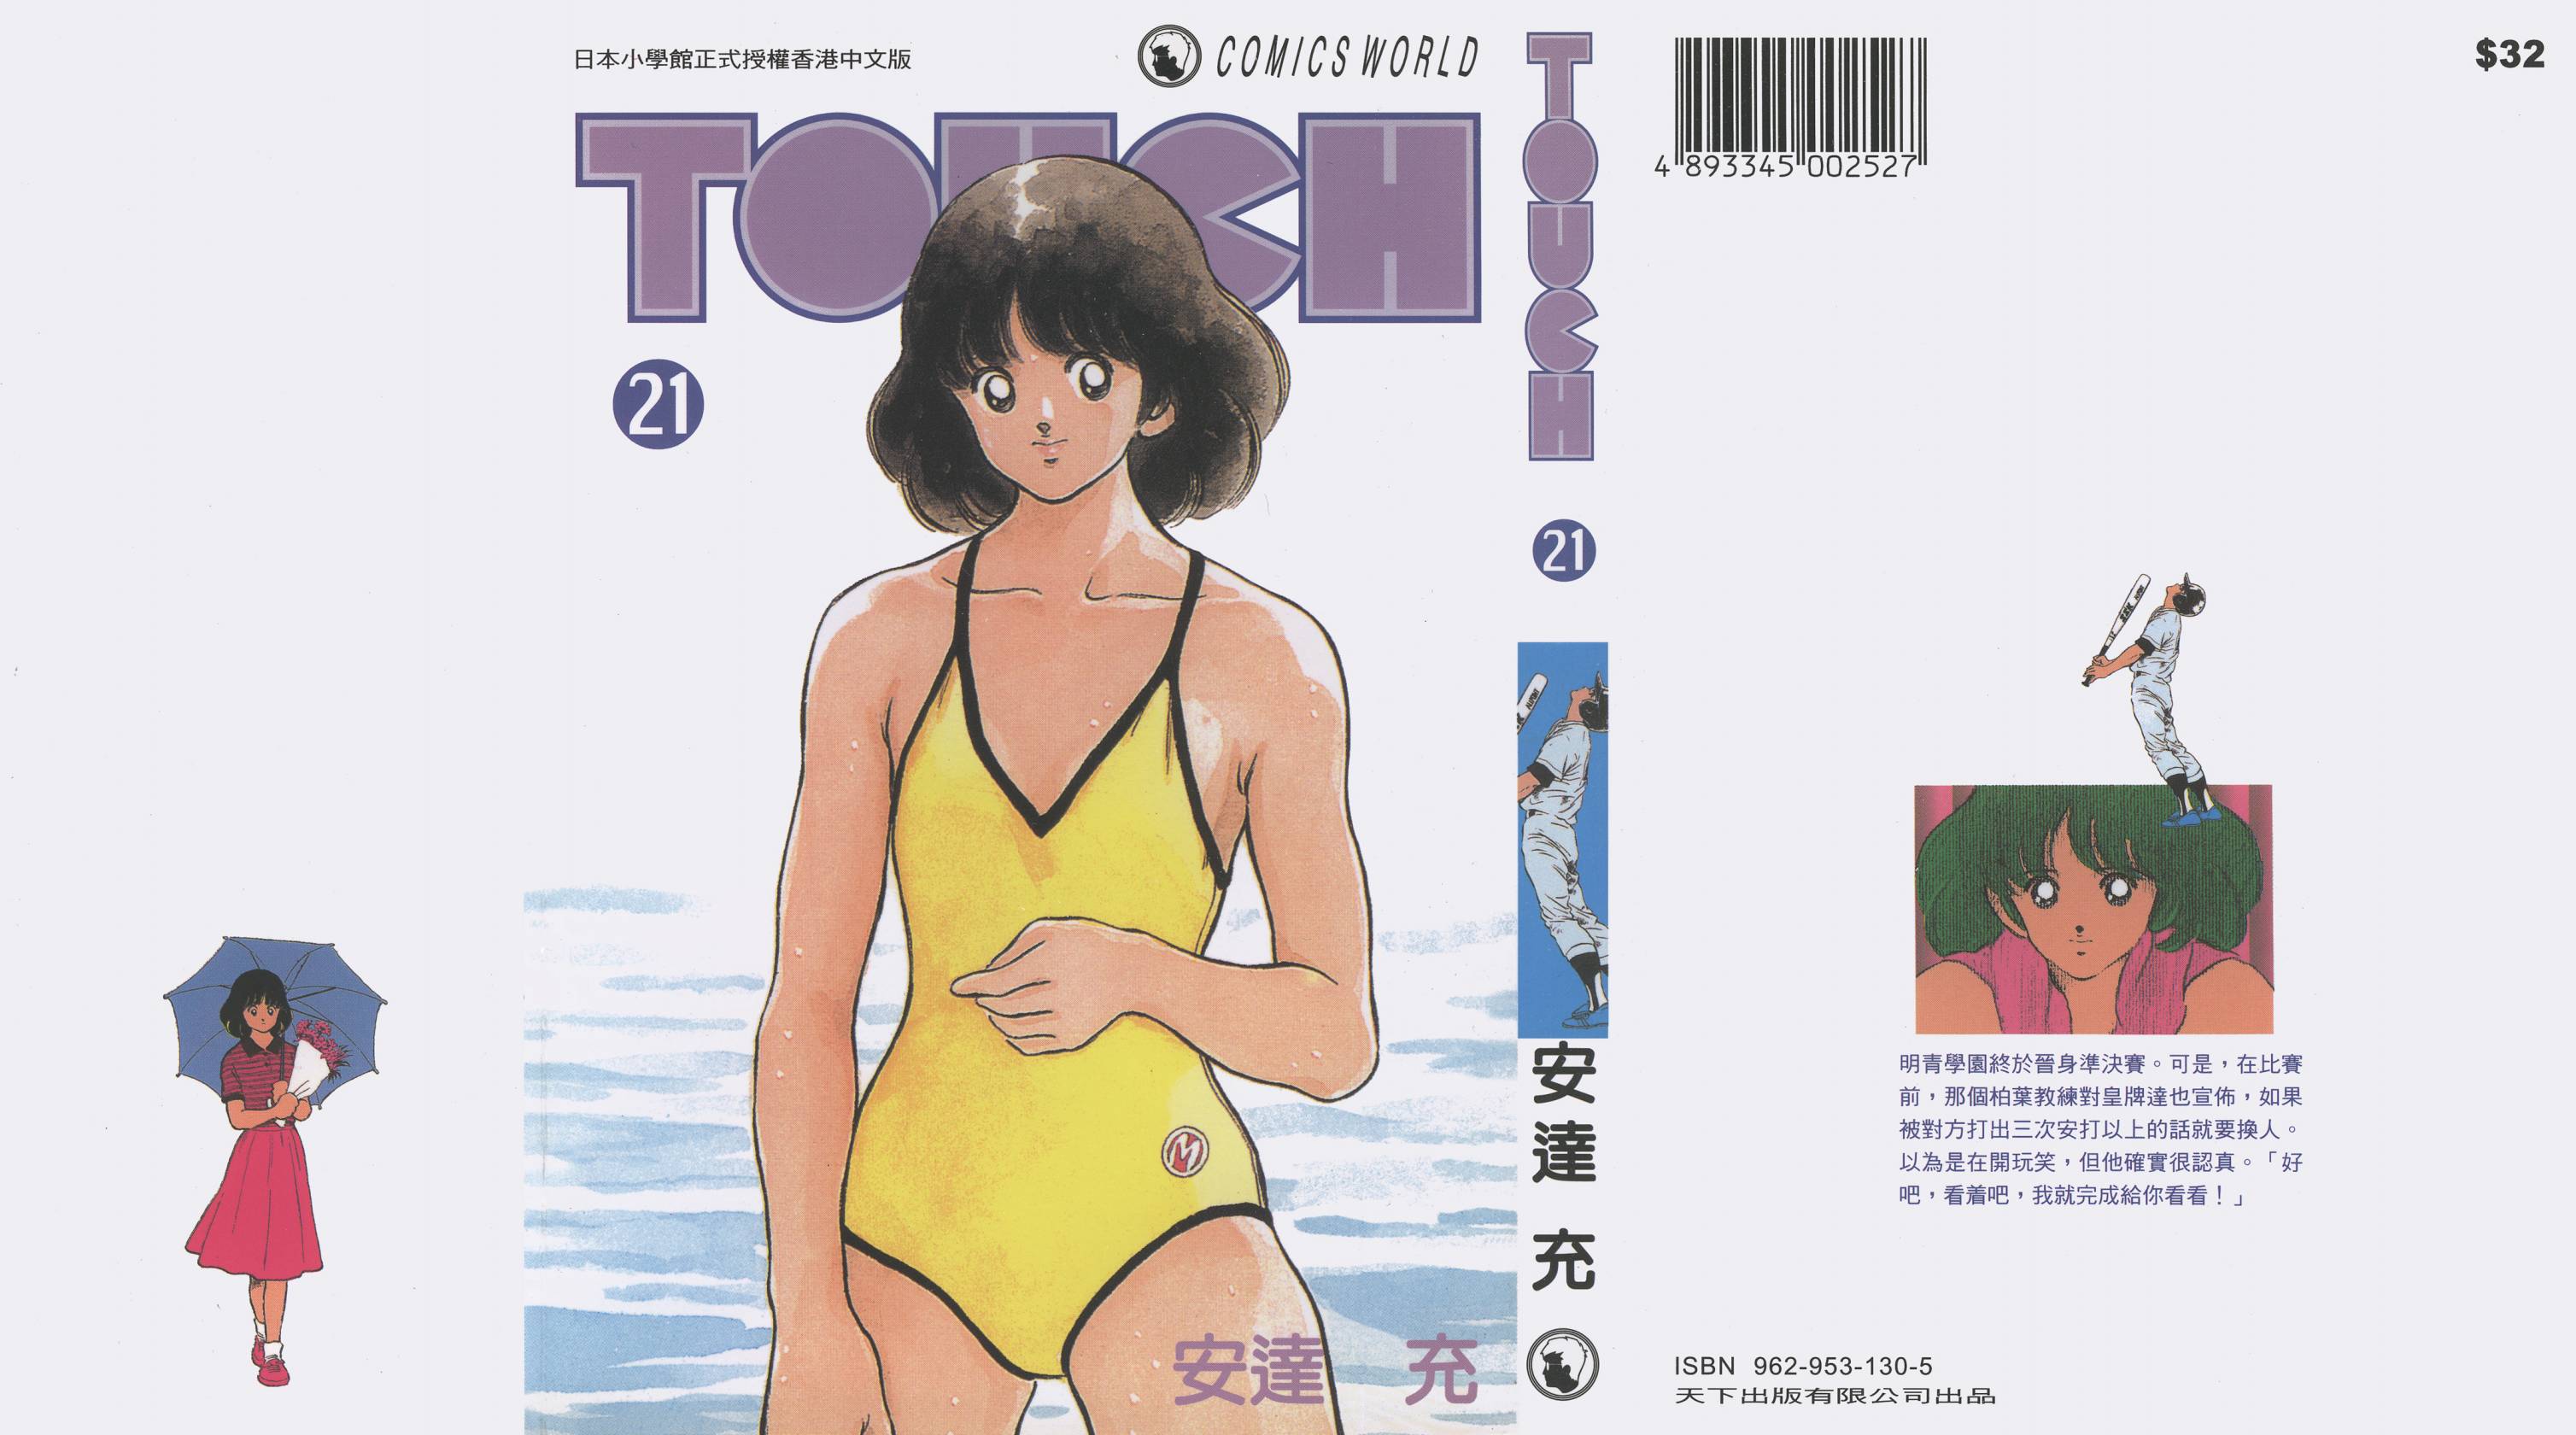 日本小學館正式授權香港中文版
COMICS WORLD
TOUCH
21
安達 充
TOUCH
21
安達 充
4 893345 002527
$32
明青學園終於晉身準決賽。可是,在比賽
前,那個柏葉教練對皇牌達也宣佈,如果
被對方打出三次安打以上的話就要換人。
以為是在開玩笑,但他確實很認真。「好
吧,看着吧,我就完成給你看看!」
ISBN 962-953-130-5
天下出版有限公司出品
M